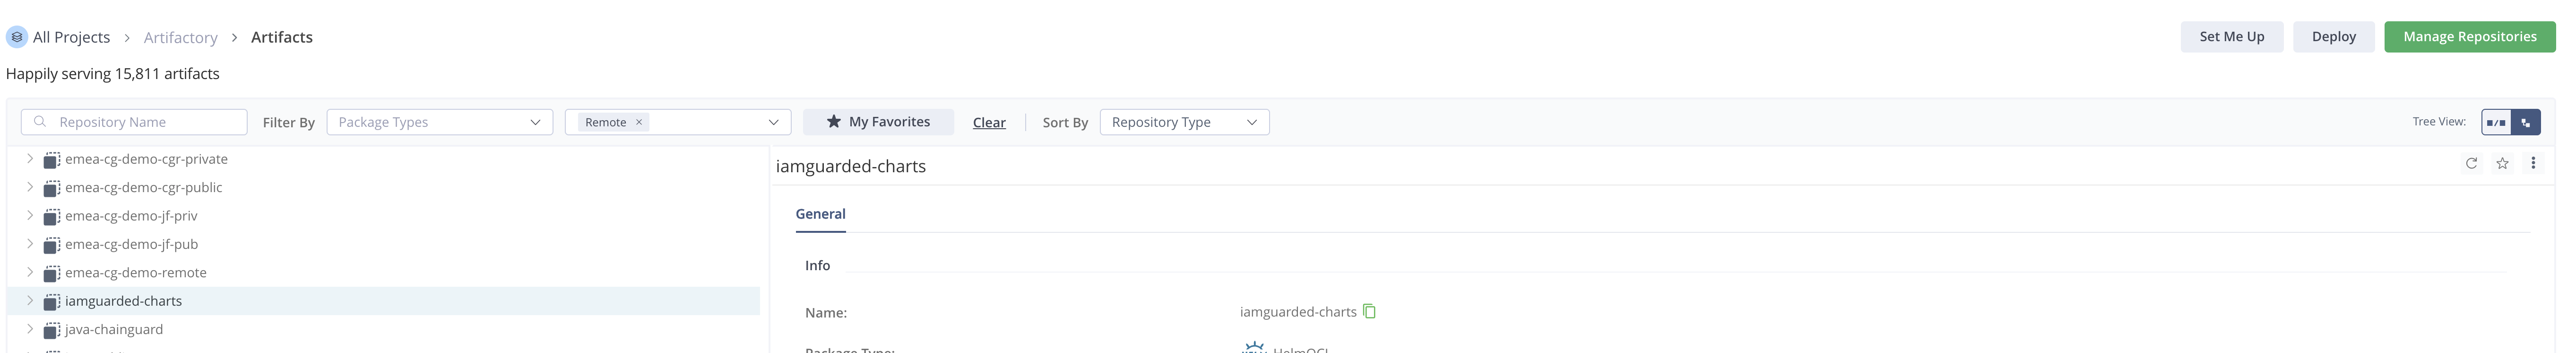 All Projects > Artifactory > Artifacts
Set Me Up
Deploy
Manage Repositories
Happily serving 15,811 artifacts
Repository Name
Filter By
Package Types
Remote ×
My Favorites
Clear
Sort By
Repository Type
Tree View:
emea-cg-demo-cgr-private
emea-cg-demo-cgr-public
emea-cg-demo-jf-priv
emea-cg-demo-jf-pub
emea-cg-demo-remote
iamguarded-charts
java-chainguard
iamguarded-charts
General
Info
Name:
iamguarded-charts
Package Type:
HelmOCI